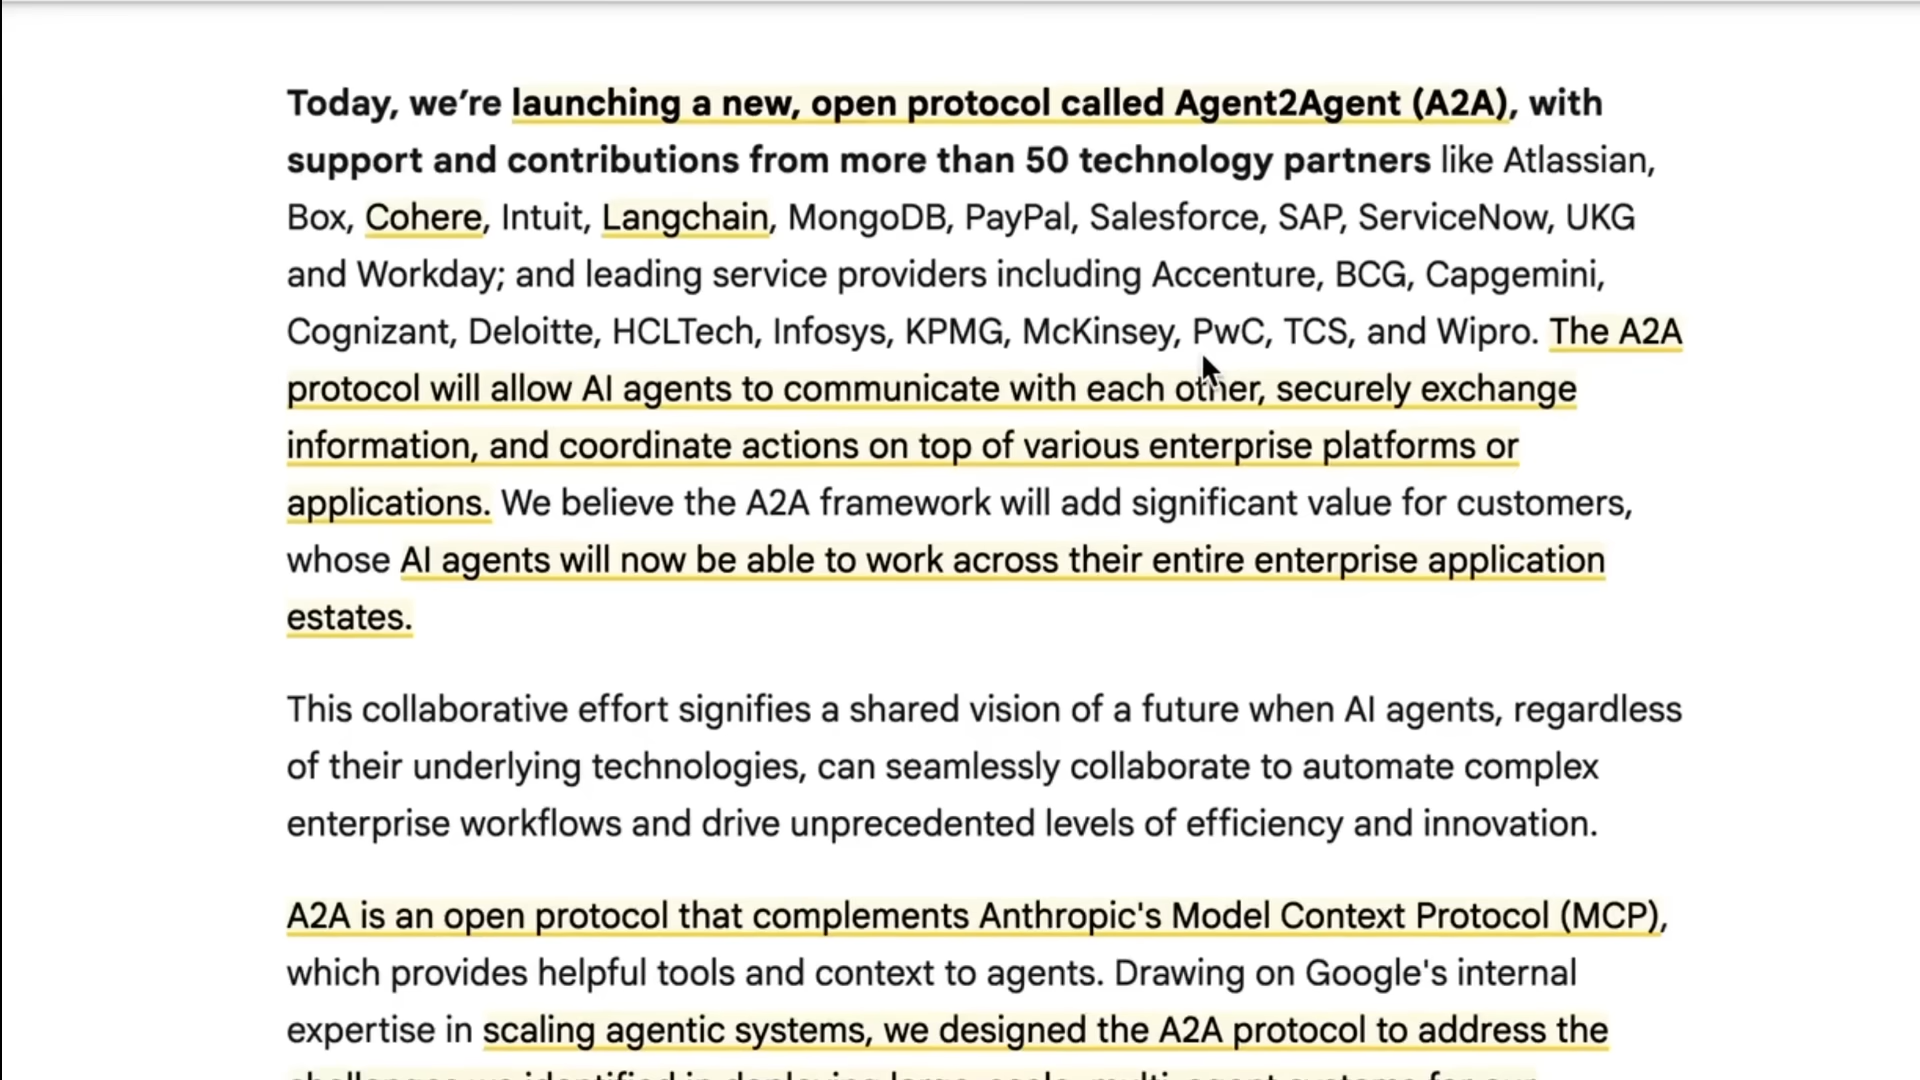 Today, we’re launching a new, open protocol called Agent2Agent (A2A), with
support and contributions from more than 50 technology partners like Atlassian,
Box, Cohere, Intuit, Langchain, MongoDB, PayPal, Salesforce, SAP, ServiceNow, UKG
and Workday; and leading service providers including Accenture, BCG, Capgemini,
Cognizant, Deloitte, HCLTech, Infosys, KPMG, McKinsey, PwC, TCS, and Wipro. The A2A
protocol will allow AI agents to communicate with each other, securely exchange
information, and coordinate actions on top of various enterprise platforms or
applications. We believe the A2A framework will add significant value for customers,
whose AI agents will now be able to work across their entire enterprise application
estates.
This collaborative effort signifies a shared vision of a future when AI agents, regardless
of their underlying technologies, can seamlessly collaborate to automate complex
enterprise workflows and drive unprecedented levels of efficiency and innovation.
A2A is an open protocol that complements Anthropic's Model Context Protocol (MCP),
which provides helpful tools and context to agents. Drawing on Google's internal
expertise in scaling agentic systems, we designed the A2A protocol to address the